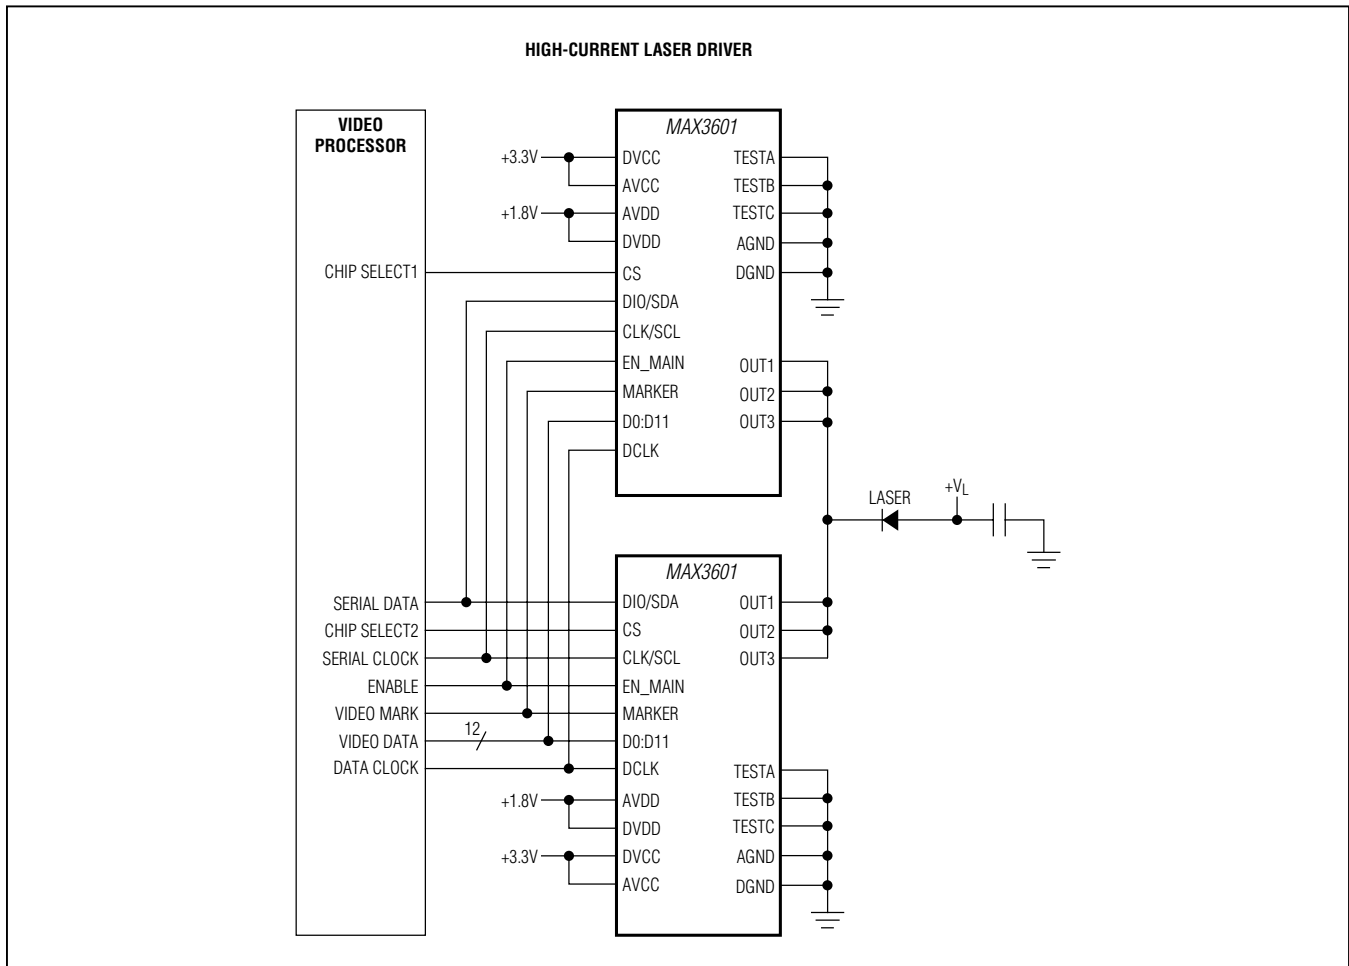 HIGH-CURRENT LASER DRIVER
VIDEO
PROCESSOR
CHIP SELECT1
SERIAL DATA
CHIP SELECT2
SERIAL CLOCK
ENABLE
VIDEO MARK
VIDEO DATA
DATA CLOCK
12
MAX3601
+3.3V
+1.8V
DVCC
AVCC
AVDD
DVDD
CS
DIO/SDA
CLK/SCL
EN_MAIN
MARKER
D0:D11
DCLK
TESTA
TESTB
TESTC
AGND
DGND
OUT1
OUT2
OUT3
LASER
+VL
MAX3601
DIO/SDA
CS
CLK/SCL
EN_MAIN
MARKER
D0:D11
DCLK
+1.8V
+3.3V
AVDD
DVDD
DVCC
AVCC
OUT1
OUT2
OUT3
TESTA
TESTB
TESTC
AGND
DGND